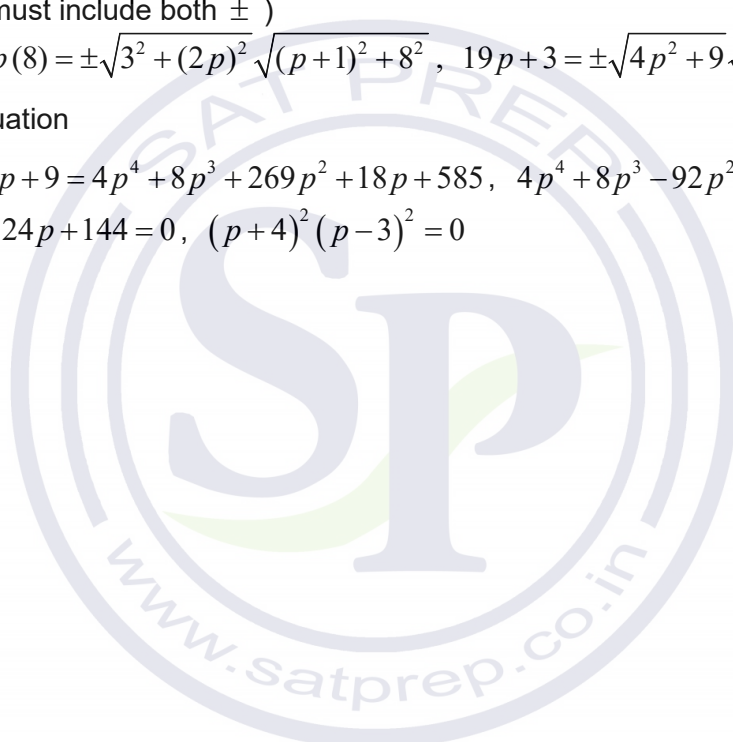 must include both ± )
p(8) = ±√(3² + (2p)²) √((p+1)² + 8²) , 19p + 3 = ±√(4p² + 9)
uation
p + 9 = 4p⁴ + 8p³ + 269p² + 18p + 585 , 4p⁴ + 8p³ − 92p²
24p + 144 = 0 , (p + 4)² (p − 3)² = 0
SAT PREP
SP
www.satprep.co.in